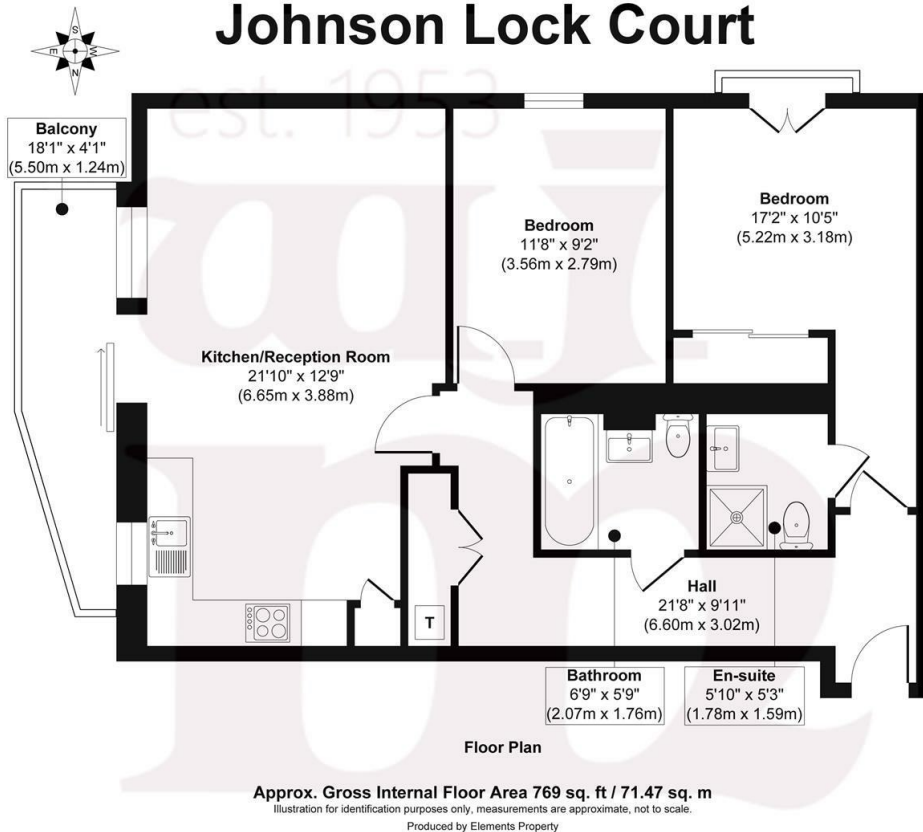 Johnson Lock Court
S
E
W
N
est. 1953
Balcony
18'1" x 4'1"
(5.50m x 1.24m)
Bedroom
17'2" x 10'5"
(5.22m x 3.18m)
Bedroom
11'8" x 9'2"
(3.56m x 2.79m)
Kitchen/Reception Room
21'10" x 12'9"
(6.65m x 3.88m)
Hall
21'8" x 9'11"
(6.60m x 3.02m)
T
Bathroom
6'9" x 5'9"
(2.07m x 1.76m)
En-suite
5'10" x 5'3"
(1.78m x 1.59m)
Floor Plan
Approx. Gross Internal Floor Area 769 sq. ft / 71.47 sq. m
Illustration for identification purposes only, measurements are approximate, not to scale.
Produced by Elements Property